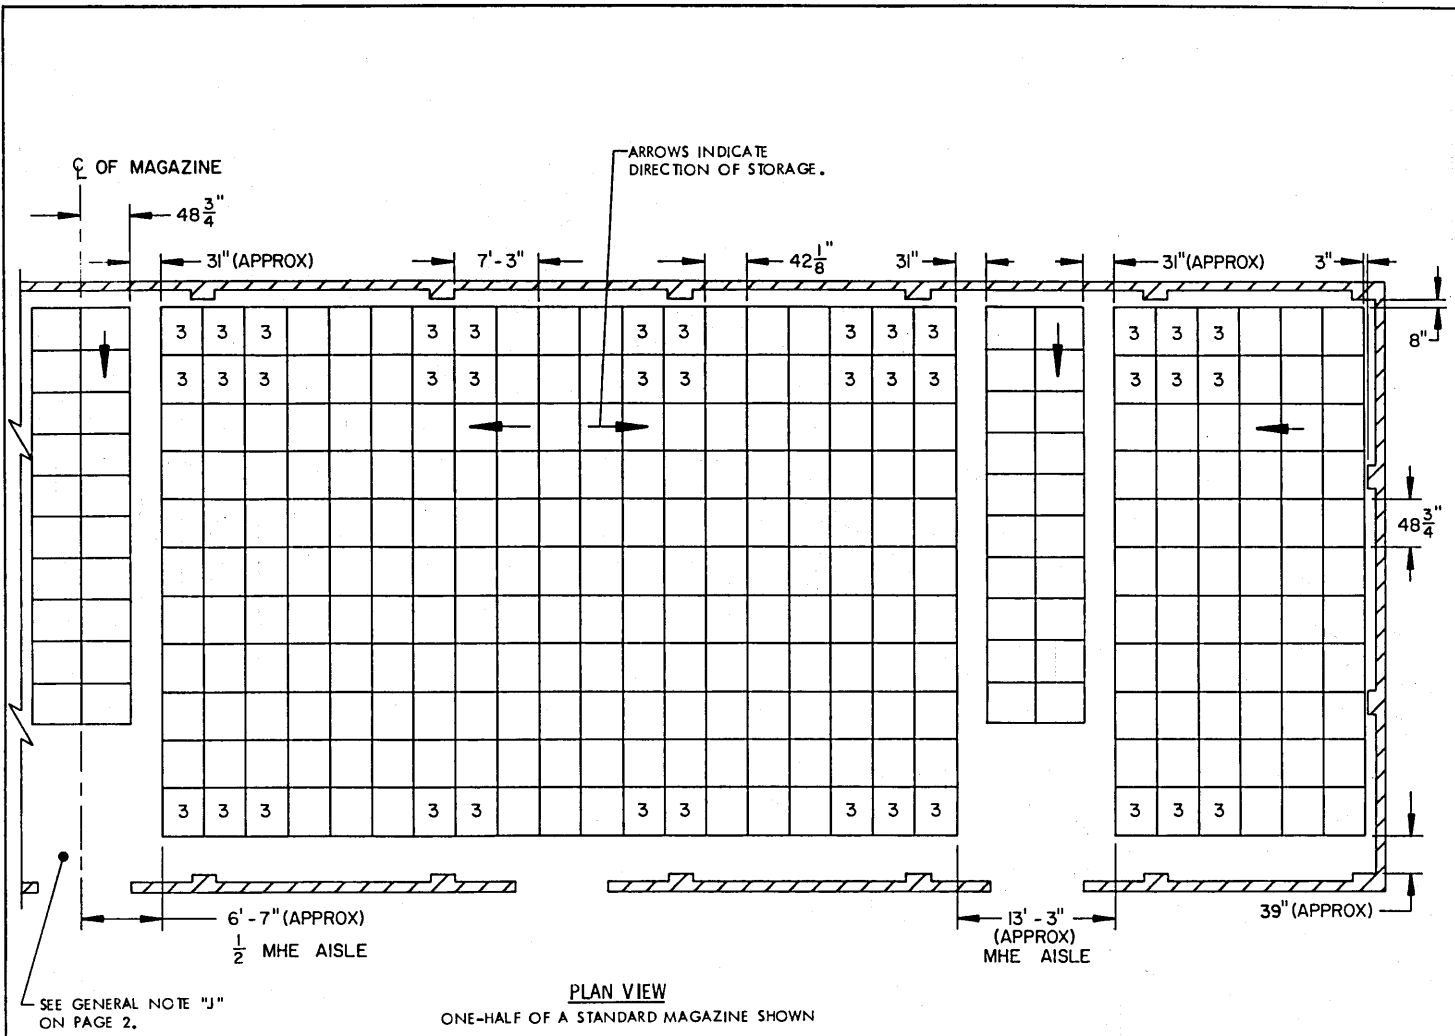 ARROWS INDICATE
DIRECTION OF STORAGE.
℄ OF MAGAZINE
48 3/4"
31" (APPROX) 7'-3" 42 1/8" 31" 31" (APPROX) 3"
8"
3 3 3 3 3 3 3 3 3 3 3 3 3
3 3 3 3 3 3 3 3 3 3 3 3 3
48 3/4"
3 3 3 3 3 3 3 3 3 3 3 3 3
6'-7" (APPROX)
1/2 MHE AISLE
13'-3"
(APPROX)
MHE AISLE
39" (APPROX)
SEE GENERAL NOTE "J"
ON PAGE 2.
PLAN VIEW
ONE-HALF OF A STANDARD MAGAZINE SHOWN